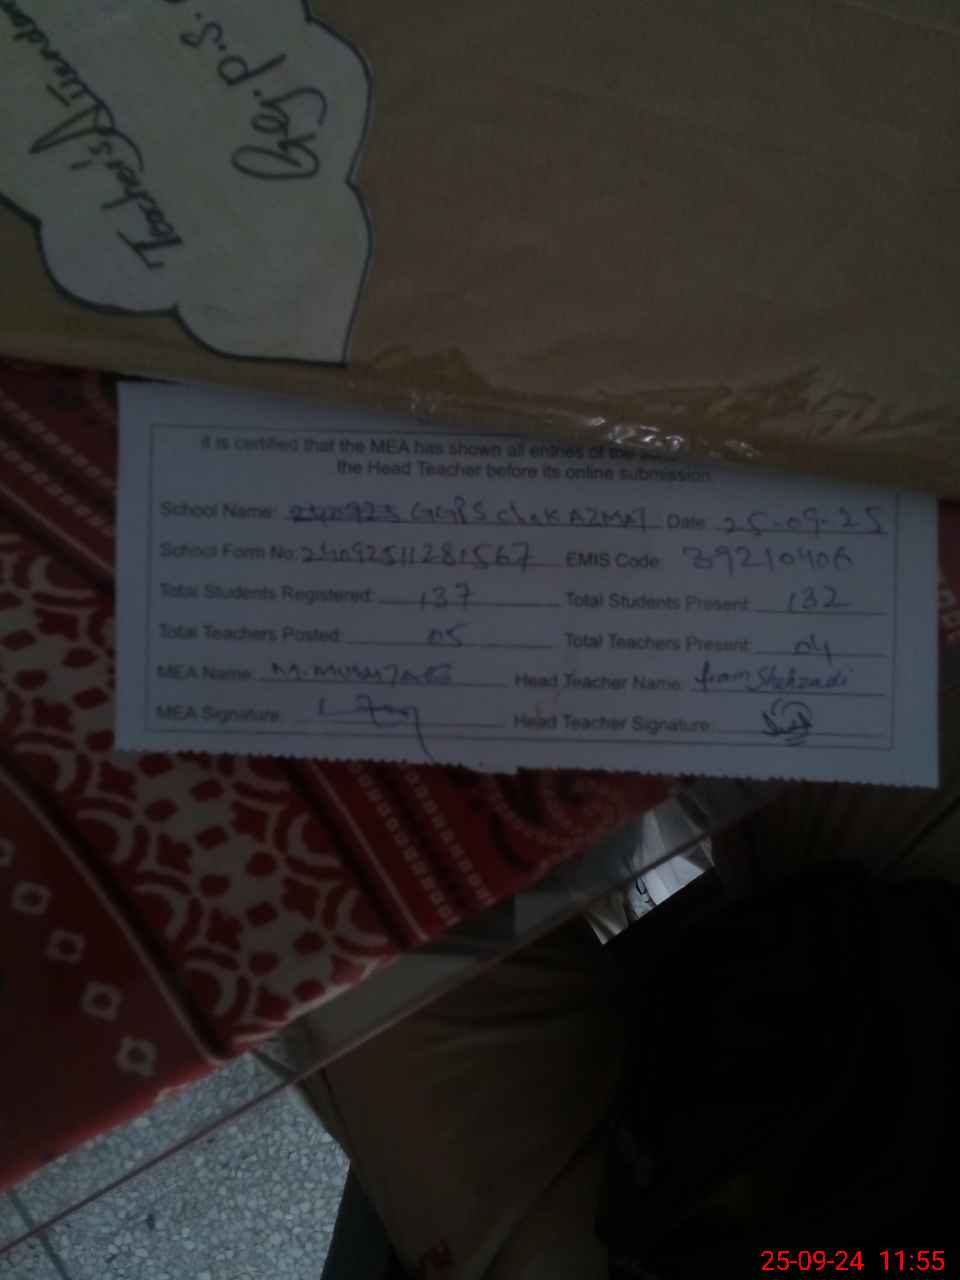 Teacher's
G.G.P.S.
it is certified that the MEA has shown all entries of the
the Head Teacher before its online submission
School Name: GGPS chak AZMAT Date: 25-09-25
School Form No: EMIS Code: 39210406
Total Students Registered: 137 Total Students Present: 132
Total Teachers Posted: 05 Total Teachers Present: 04
MEA Name: M. Head Teacher Name: Shehzadi
MEA Signature: Head Teacher Signature:
25-09-24 11:55